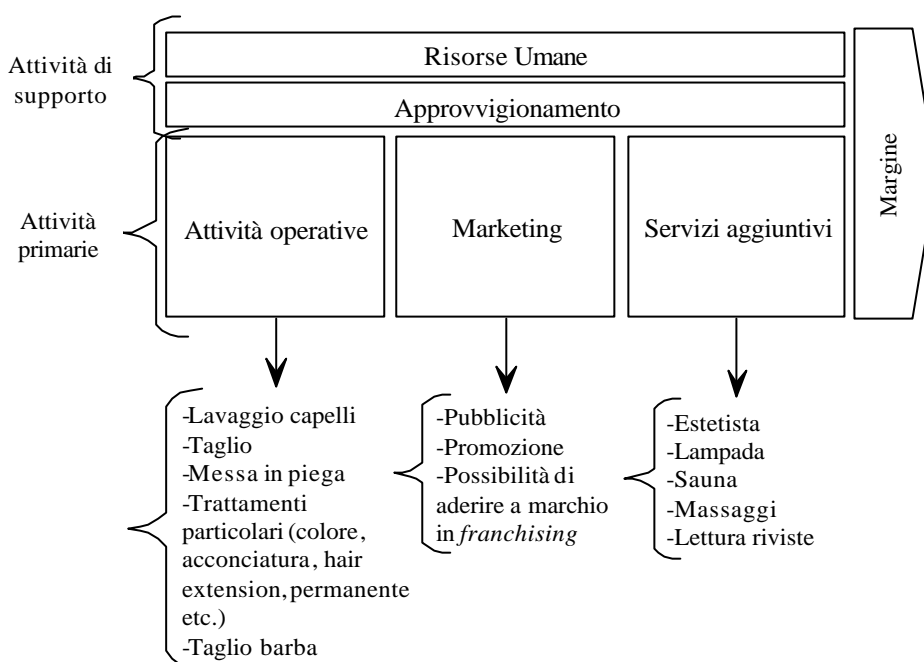 Risorse Umane
Attività di
supporto
Approvvigionamento
Margine
Attività
primarie
Attività operative
Marketing
Servizi aggiuntivi
-Lavaggio capelli
-Taglio
-Messa in piega
-Trattamenti
particolari (colore,
acconciatura, hair
extension, permanente
etc.)
-Taglio barba
-Pubblicità
-Promozione
-Possibilità di
aderire a marchio
in franchising
-Estetista
-Lampada
-Sauna
-Massaggi
-Lettura riviste